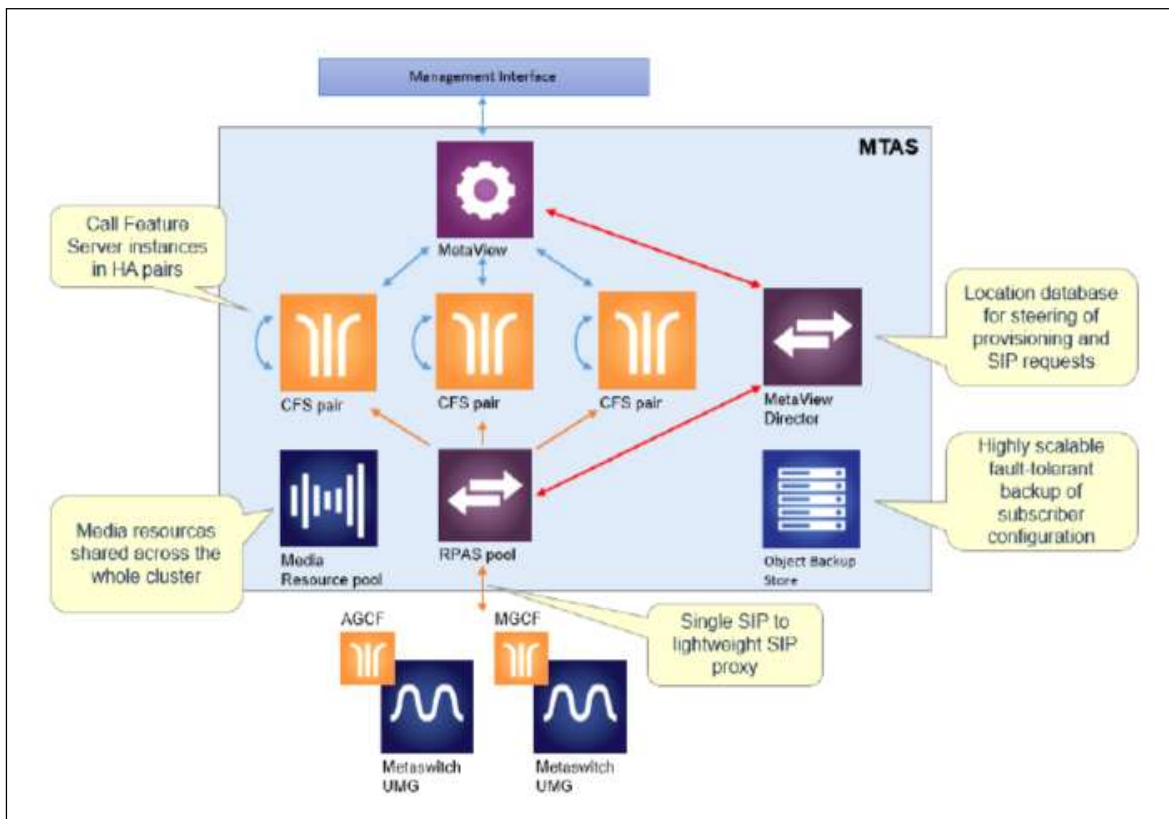 Management Interface
MTAS
MetaView
Call Feature
Server instances
in HA pairs
CFS pair
CFS pair
CFS pair
MetaView
Director
Location database
for steering of
provisioning and
SIP requests
Media
Resource pool
RPAS pool
Object Backup
Store
Highly scalable
fault-tolerant
backup of
subscriber
configuration
Media resources
shared across the
whole cluster
Single SIP to
lightweight SIP
proxy
AGCF
MGCF
Metaswitch
UMG
Metaswitch
UMG